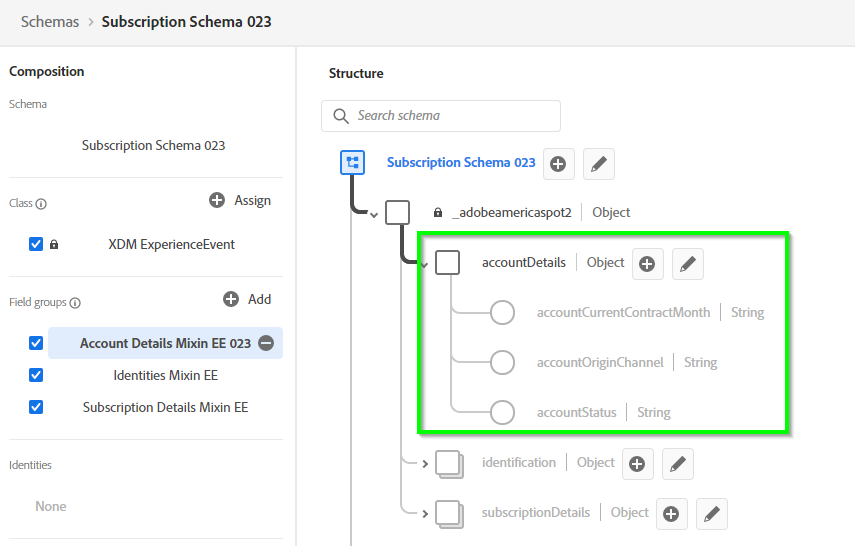 Schemas > Subscription Schema 023
Composition
Schema
Subscription Schema 023
Class
Assign
XDM ExperienceEvent
Field groups
Add
Account Details Mixin EE 023
Identities Mixin EE
Subscription Details Mixin EE
Identities
None
Structure
Search schema
Subscription Schema 023
_adobeamericaspot2 Object
accountDetails Object
accountCurrentContractMonth String
accountOriginChannel String
accountStatus String
identification Object
subscriptionDetails Object